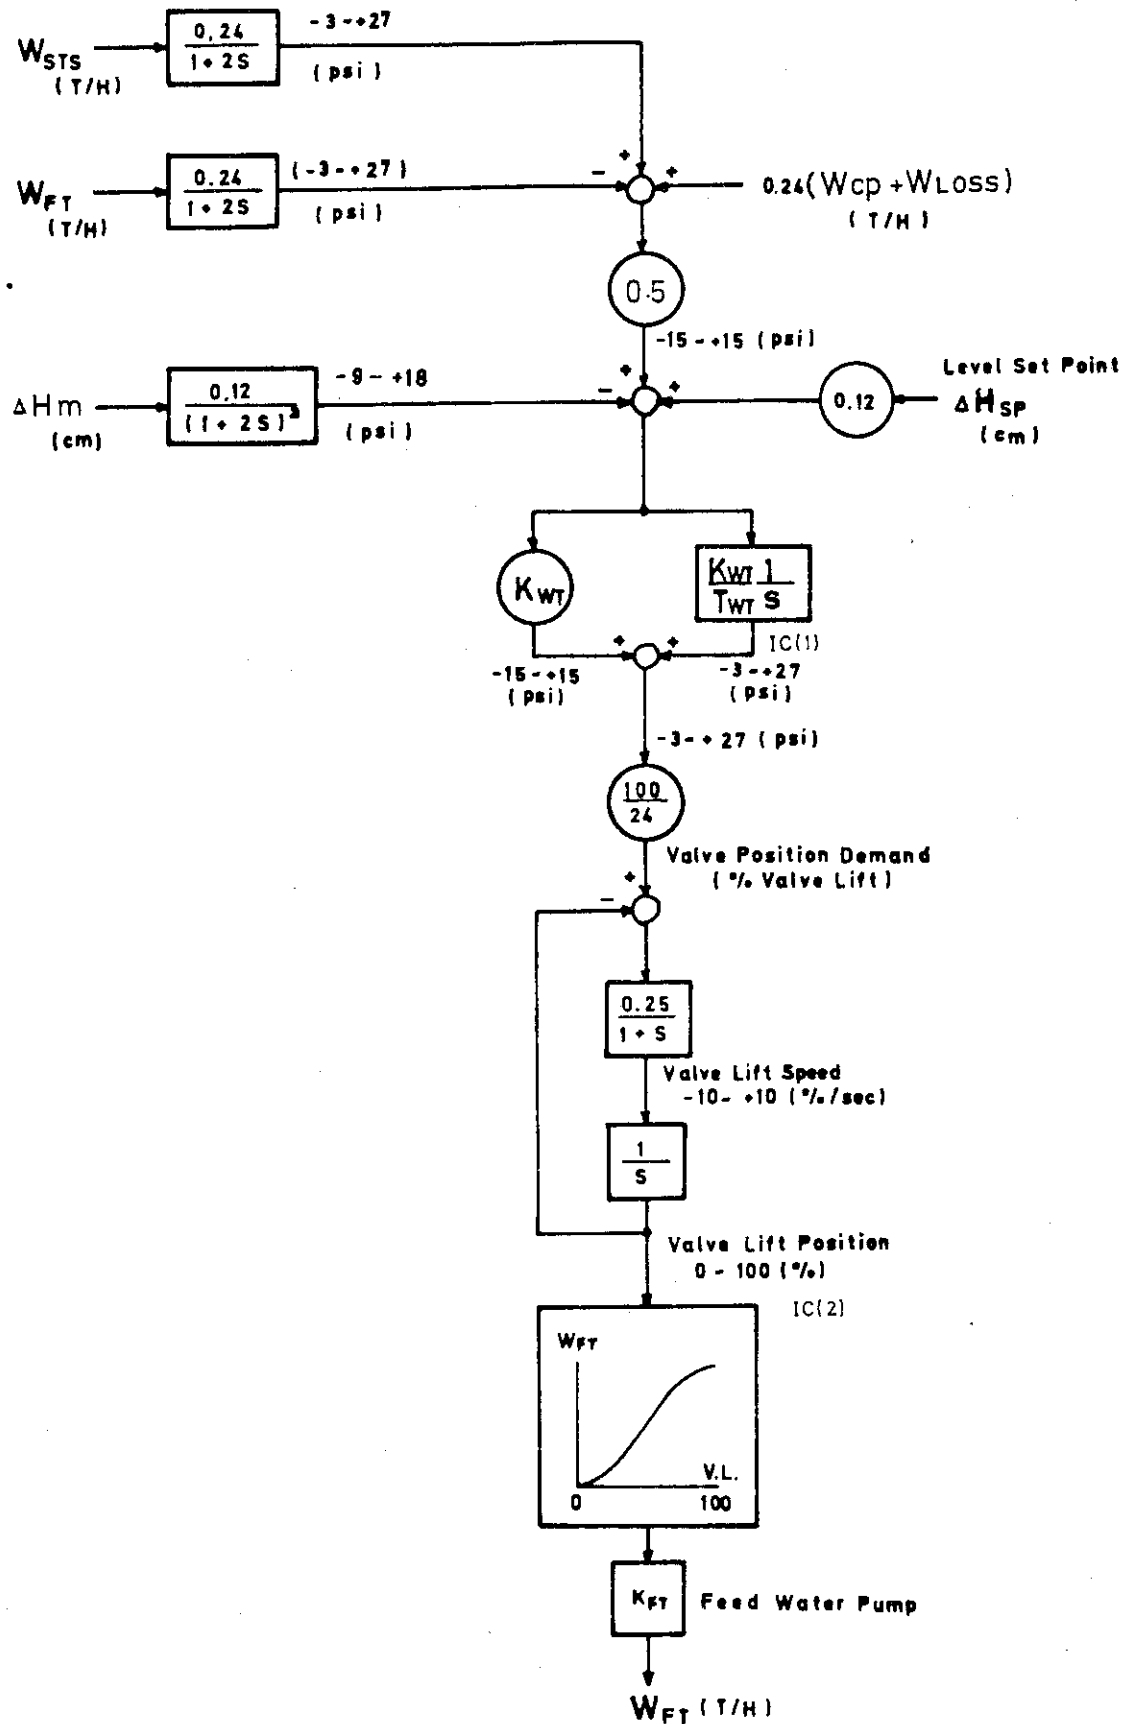 W_STS
(T/H)
0,24
1+2S
-3-+27
(psi)
W_FT
(T/H)
0.24
1+2S
(-3-+27)
(psi)
+
-
+
0.24(Wcp+WLoss)
(T/H)
0.5
-15-+15 (psi)
ΔHm
(cm)
0,12
(1+2S)³
-9-+18
(psi)
+
-
+
0.12
Level Set Point
ΔH_SP
(cm)
K_WT
K_WT 1
T_WT S
IC(1)
+
+
-15-+15
(psi)
-3-+27
(psi)
-3-+27 (psi)
100
24
Valve Position Demand
(% Valve Lift)
+
-
0.25
1+S
Valve Lift Speed
-10-+10 (%/sec)
1
S
Valve Lift Position
0-100 (%)
IC(2)
W_FT
V.L.
0
100
K_FT
Feed Water Pump
W_FT (T/H)